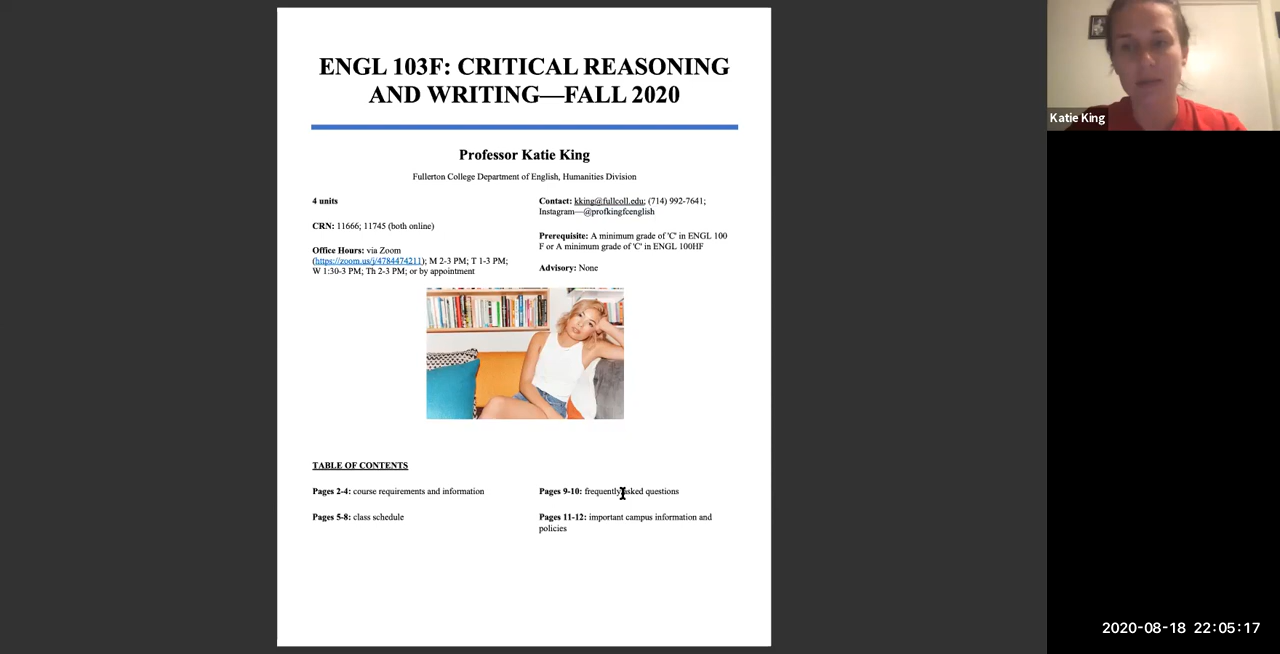 ENGL 103F: CRITICAL REASONING
AND WRITING—FALL 2020
Professor Katie King
Fullerton College Department of English, Humanities Division
4 units
CRN: 11666; 11745 (both online)
Office Hours: via Zoom
(https://zoom.us/j/4784474211); M 2-3 PM; T 1-3 PM;
W 1:30-3 PM; Th 2-3 PM; or by appointment
Contact: kking@fullcoll.edu; (714) 992-7641;
Instagram—@profkingfcenglish
Prerequisite: A minimum grade of 'C' in ENGL 100
F or A minimum grade of 'C' in ENGL 100HF
Advisory: None
TABLE OF CONTENTS
Pages 2-4: course requirements and information
Pages 5-8: class schedule
Pages 9-10: frequently asked questions
Pages 11-12: important campus information and
policies
Katie King
2020-08-18 22:05:17